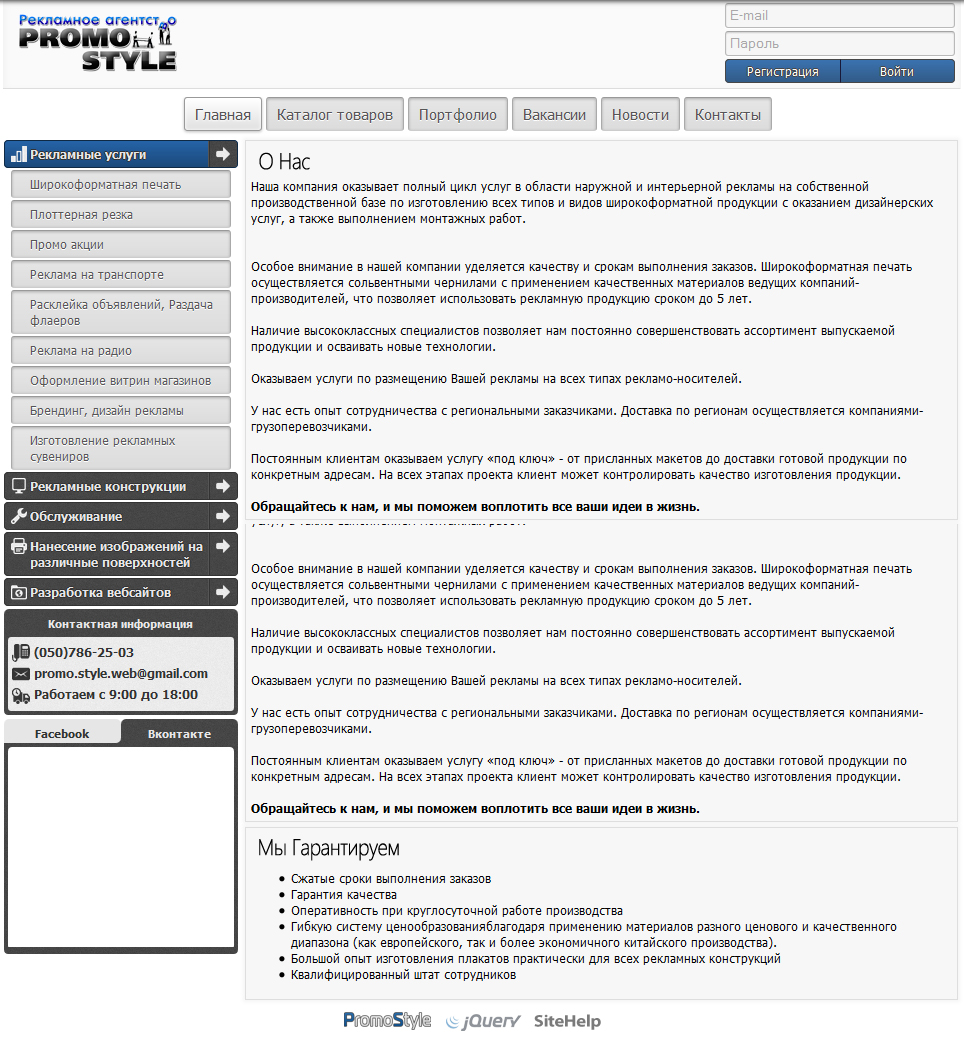 Рекламное агентство
PROMO
STYLE
E-mail
Пароль
Регистрация
Войти
Главная
Каталог товаров
Портфолио
Вакансии
Новости
Контакты
Рекламные услуги
Широкоформатная печать
Плоттерная резка
Промо акции
Реклама на транспорте
Расклейка объявлений, Раздача
флаеров
Реклама на радио
Оформление витрин магазинов
Брендинг, дизайн рекламы
Изготовление рекламных
сувениров
Рекламные конструкции
Обслуживание
Нанесение изображений на
различные поверхностей
Разработка вебсайтов
Контактная информация
(050)786-25-03
promo.style.web@gmail.com
Работаем с 9:00 до 18:00
Facebook
Вконтакте
О Нас
Наша компания оказывает полный цикл услуг в области наружной и интерьерной рекламы на собственной
производственной базе по изготовлению всех типов и видов широкоформатной продукции с оказанием дизайнерских
услуг, а также выполнением монтажных работ.
Особое внимание в нашей компании уделяется качеству и срокам выполнения заказов. Широкоформатная печать
осуществляется сольвентными чернилами с применением качественных материалов ведущих компаний-
производителей, что позволяет использовать рекламную продукцию сроком до 5 лет.
Наличие высококлассных специалистов позволяет нам постоянно совершенствовать ассортимент выпускаемой
продукции и осваивать новые технологии.
Оказываем услуги по размещению Вашей рекламы на всех типах рекламо-носителей.
У нас есть опыт сотрудничества с региональными заказчиками. Доставка по регионам осуществляется компаниями-
грузоперевозчиками.
Постоянным клиентам оказываем услугу «под ключ» - от присланных макетов до доставки готовой продукции по
конкретным адресам. На всех этапах проекта клиент может контролировать качество изготовления продукции.
Обращайтесь к нам, и мы поможем воплотить все ваши идеи в жизнь.
услуг, а также выполнением монтажных работ.
Особое внимание в нашей компании уделяется качеству и срокам выполнения заказов. Широкоформатная печать
осуществляется сольвентными чернилами с применением качественных материалов ведущих компаний-
производителей, что позволяет использовать рекламную продукцию сроком до 5 лет.
Наличие высококлассных специалистов позволяет нам постоянно совершенствовать ассортимент выпускаемой
продукции и осваивать новые технологии.
Оказываем услуги по размещению Вашей рекламы на всех типах рекламо-носителей.
У нас есть опыт сотрудничества с региональными заказчиками. Доставка по регионам осуществляется компаниями-
грузоперевозчиками.
Постоянным клиентам оказываем услугу «под ключ» - от присланных макетов до доставки готовой продукции по
конкретным адресам. На всех этапах проекта клиент может контролировать качество изготовления продукции.
Обращайтесь к нам, и мы поможем воплотить все ваши идеи в жизнь.
Мы Гарантируем
• Сжатые сроки выполнения заказов
• Гарантия качества
• Оперативность при круглосуточной работе производства
• Гибкую систему ценообразованияблагодаря применению материалов разного ценового и качественного
диапазона (как европейского, так и более экономичного китайского производства).
• Большой опыт изготовления плакатов практически для всех рекламных конструкций
• Квалифицированный штат сотрудников
PromoStyle
jQuery
SiteHelp